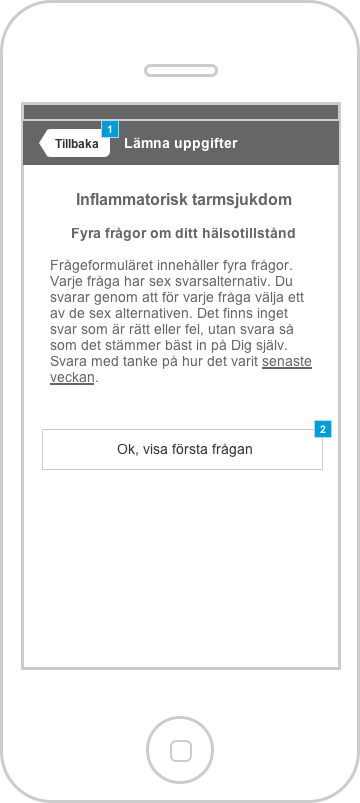 1
Tillbaka Lämna uppgifter
Inflammatorisk tarmsjukdom
Fyra frågor om ditt hälsotillstånd
Frågeformuläret innehåller fyra frågor.
Varje fråga har sex svarsalternativ. Du
svarar genom att för varje fråga välja ett
av de sex alternativen. Det finns inget
svar som är rätt eller fel, utan svara så
som det stämmer bäst in på Dig själv.
Svara med tanke på hur det varit senaste
veckan.
2
Ok, visa första frågan